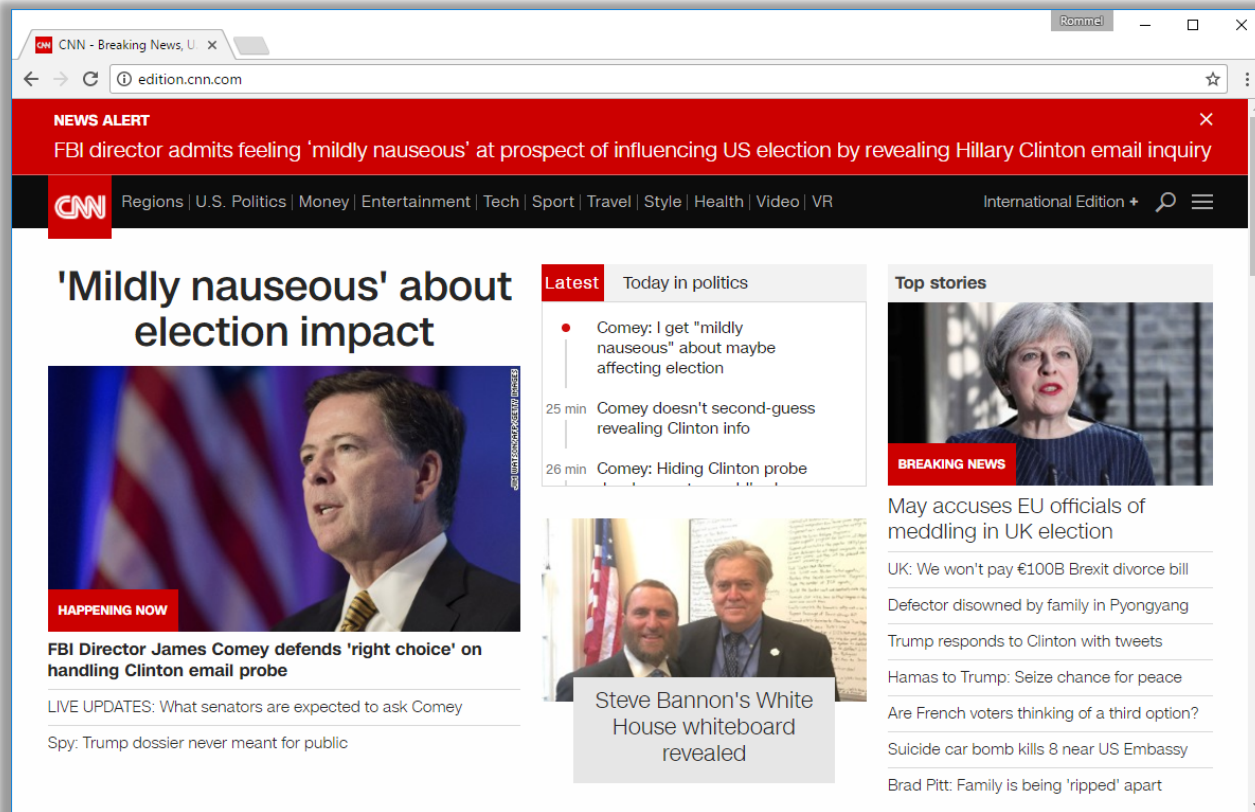 Rommel
CNN - Breaking News, U.
edition.cnn.com
NEWS ALERT
FBI director admits feeling 'mildly nauseous' at prospect of influencing US election by revealing Hillary Clinton email inquiry
CNN
Regions | U.S. Politics | Money | Entertainment | Tech | Sport | Travel | Style | Health | Video | VR
International Edition +
'Mildly nauseous' about
election impact
JIM WATSON/AFP/GETTY IMAGES
HAPPENING NOW
FBI Director James Comey defends 'right choice' on
handling Clinton email probe
LIVE UPDATES: What senators are expected to ask Comey
Spy: Trump dossier never meant for public
Latest
Today in politics
Comey: I get "mildly
nauseous" about maybe
affecting election
25 min
Comey doesn't second-guess
revealing Clinton info
26 min
Comey: Hiding Clinton probe
Steve Bannon's White
House whiteboard
revealed
Top stories
BREAKING NEWS
May accuses EU officials of
meddling in UK election
UK: We won't pay €100B Brexit divorce bill
Defector disowned by family in Pyongyang
Trump responds to Clinton with tweets
Hamas to Trump: Seize chance for peace
Are French voters thinking of a third option?
Suicide car bomb kills 8 near US Embassy
Brad Pitt: Family is being 'ripped' apart